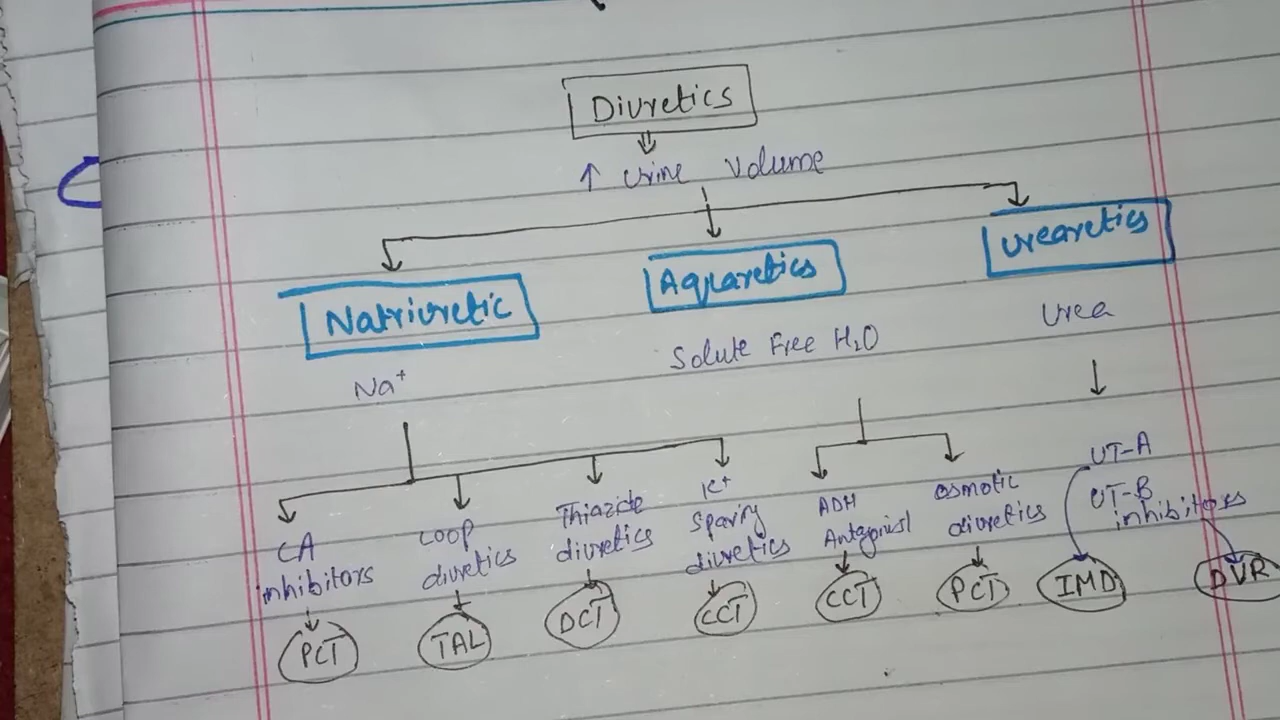 Diuretics
↑ Urine Volume
Natriuretic
Aquaretics
Urearetics
Na⁺
Solute Free H₂O
Urea
CA
inhibitors
PCT
Loop
diuretics
TAL
Thiazide
diuretics
DCT
K⁺
Sparing
diuretics
CCT
ADH
Antagonist
CCT
osmotic
diuretics
PCT
UT-A
UT-B
inhibitors
IMD
DVR